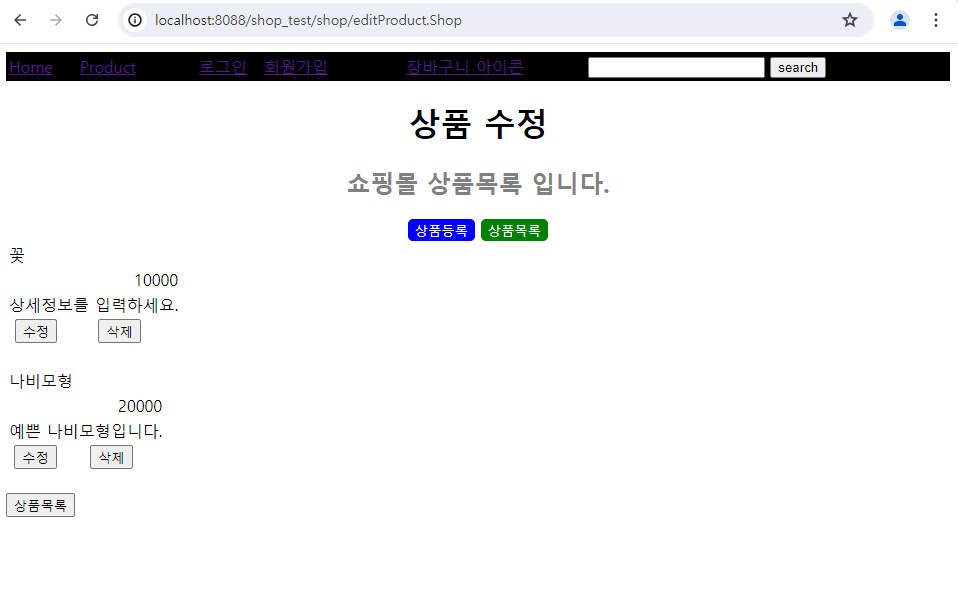 localhost:8088/shop_test/shop/editProduct.Shop
Home Product 로그인 회원가입 장바구니 아이콘 search
상품 수정
쇼핑몰 상품목록 입니다.
상품등록 상품목록
꽃
10000
상세정보를 입력하세요.
수정 삭제
나비모형
20000
예쁜 나비모형입니다.
수정 삭제
상품목록